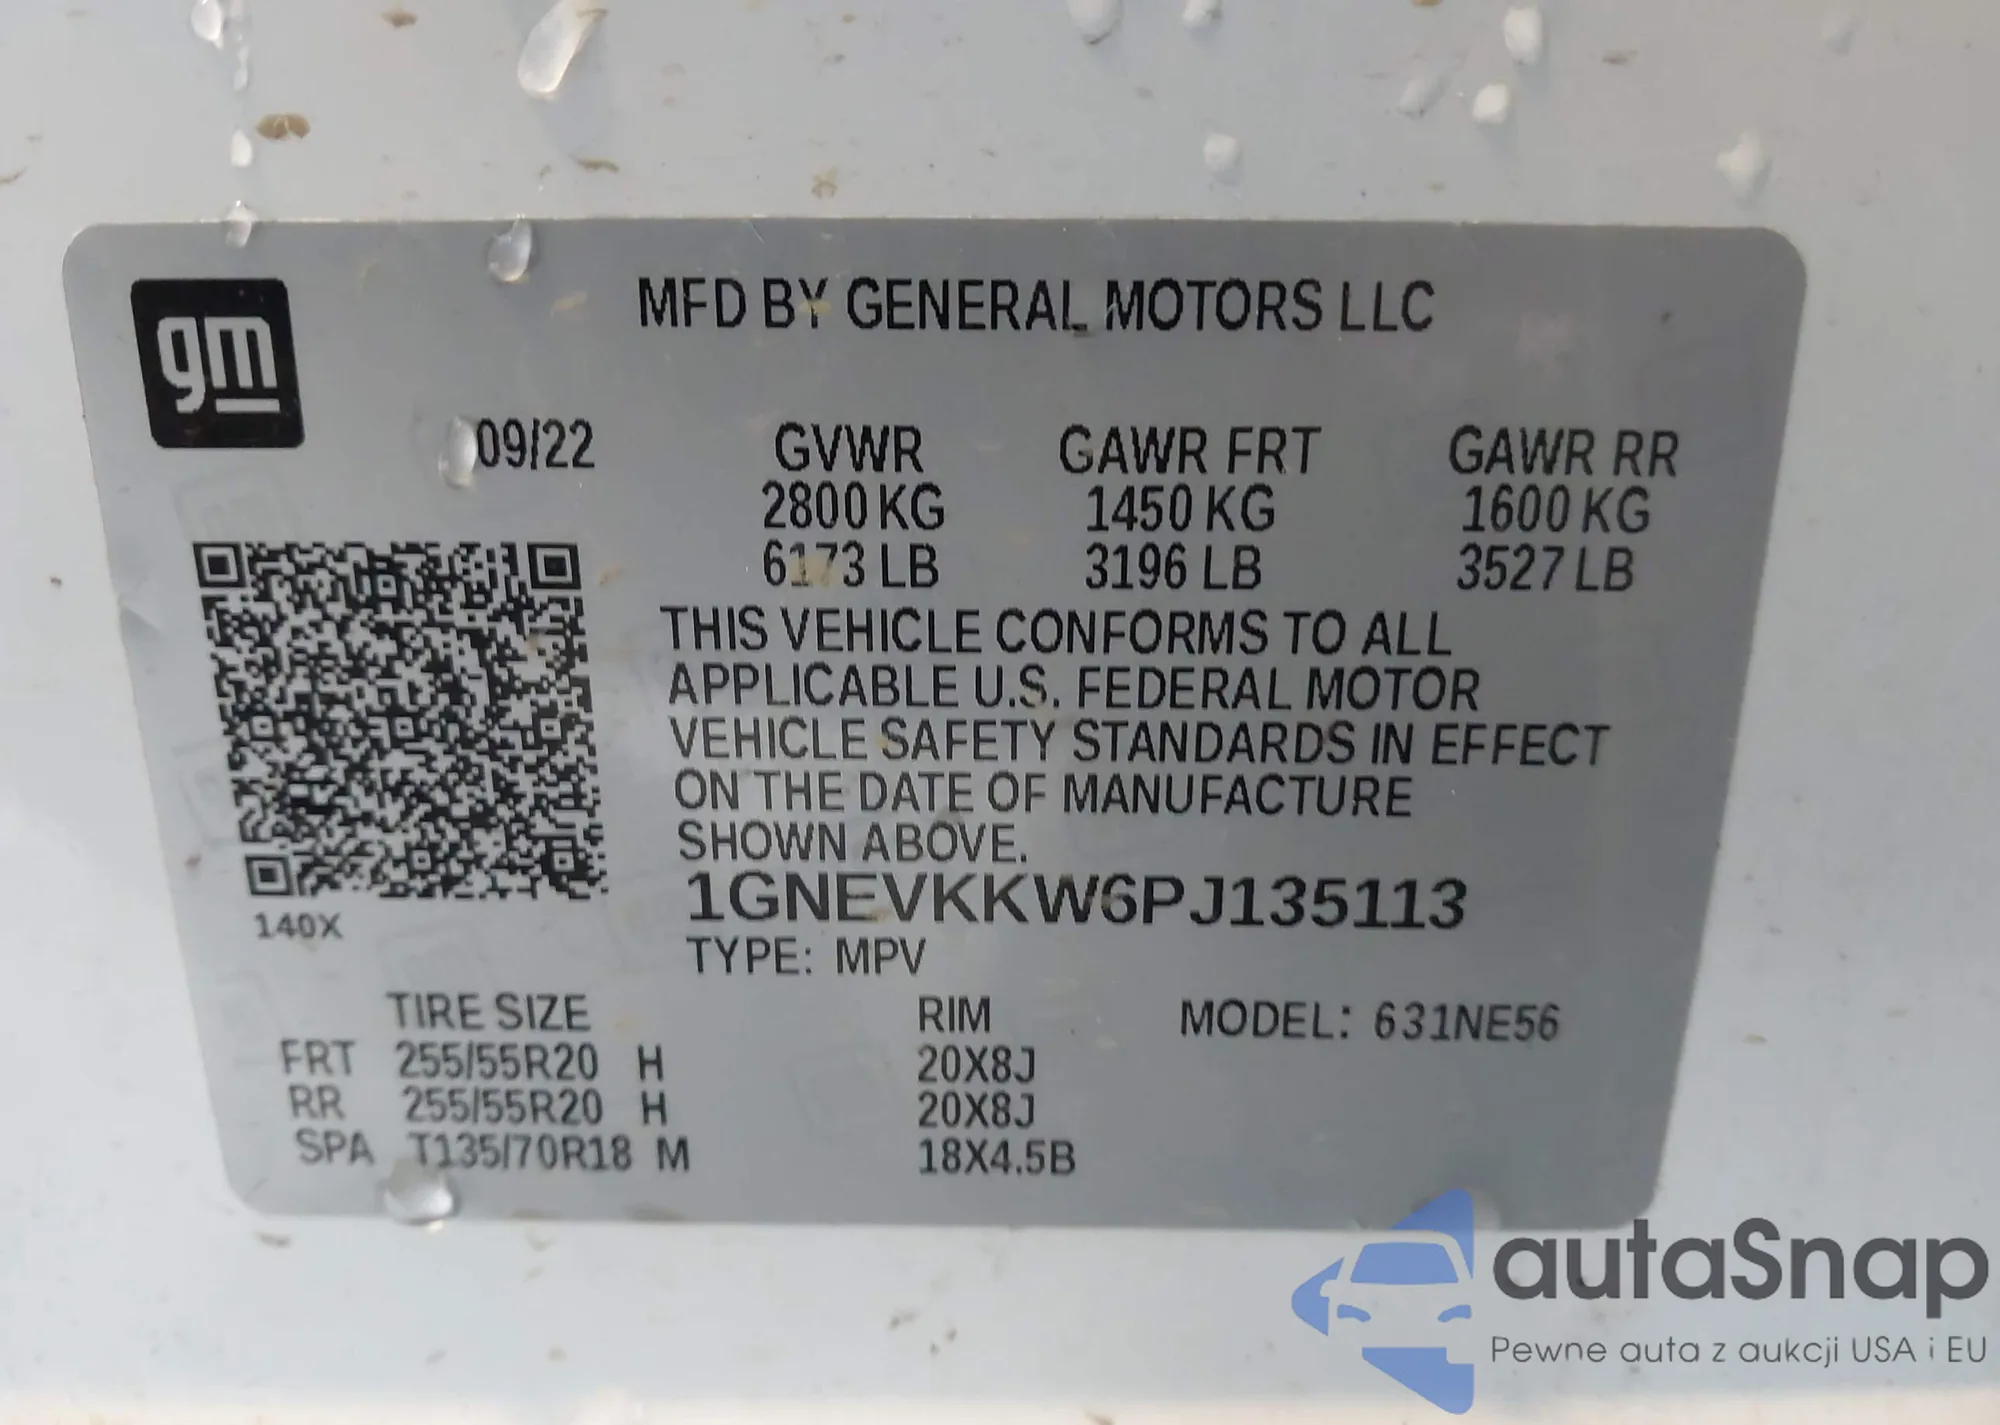 gm
MFD BY GENERAL MOTORS LLC
09/22 GVWR GAWR FRT GAWR RR
2800 KG 1450 KG 1600 KG
6173 LB 3196 LB 3527 LB
THIS VEHICLE CONFORMS TO ALL
APPLICABLE U.S. FEDERAL MOTOR
VEHICLE SAFETY STANDARDS IN EFFECT
ON THE DATE OF MANUFACTURE
SHOWN ABOVE.
1GNEVKKW6PJ135113
140X
TYPE: MPV
TIRE SIZE RIM MODEL: 631NE56
FRT 255/55R20 H 20X8J
RR 255/55R20 H 20X8J
SPA T135/70R18 M 18X4.5B
autaSnap
Pewne auta z aukcji USA i EU